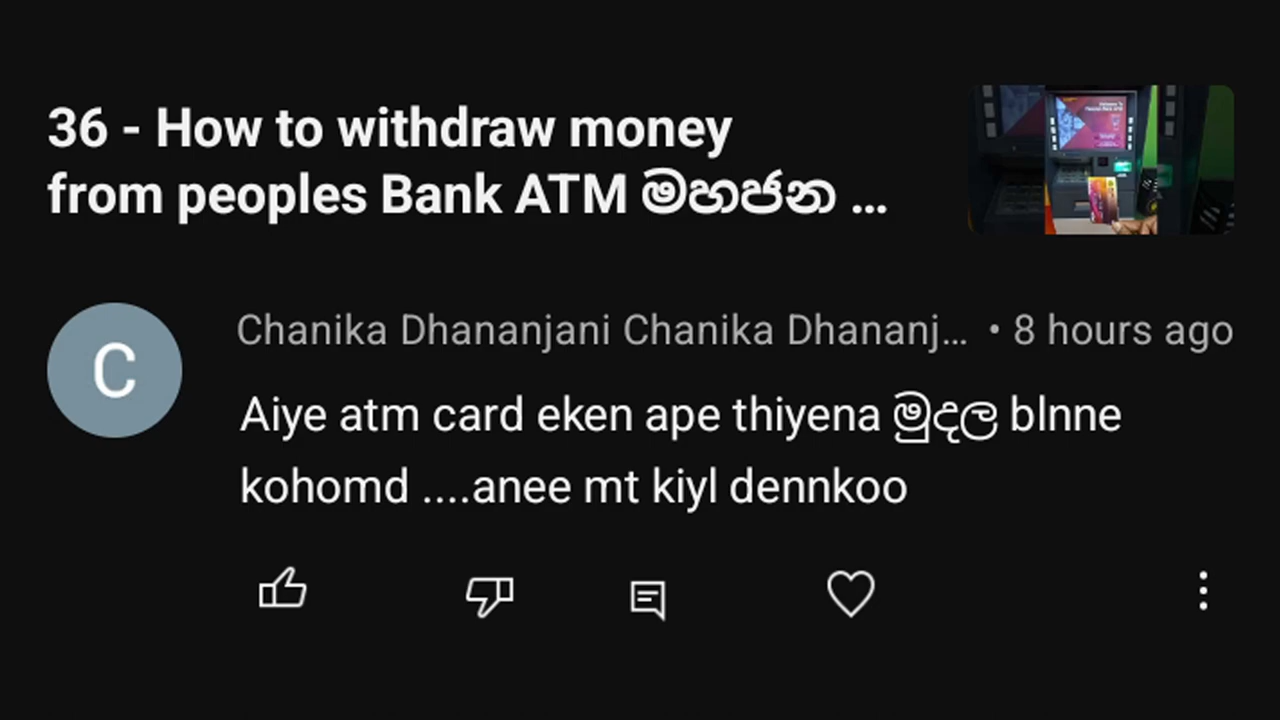 36 - How to withdraw money
from peoples Bank ATM මහජන ...
C
Chanika Dhananjani Chanika Dhananj... • 8 hours ago
Aiye atm card eken ape thiyena මුදල blnne
kohomd ....anee mt kiyl dennkoo